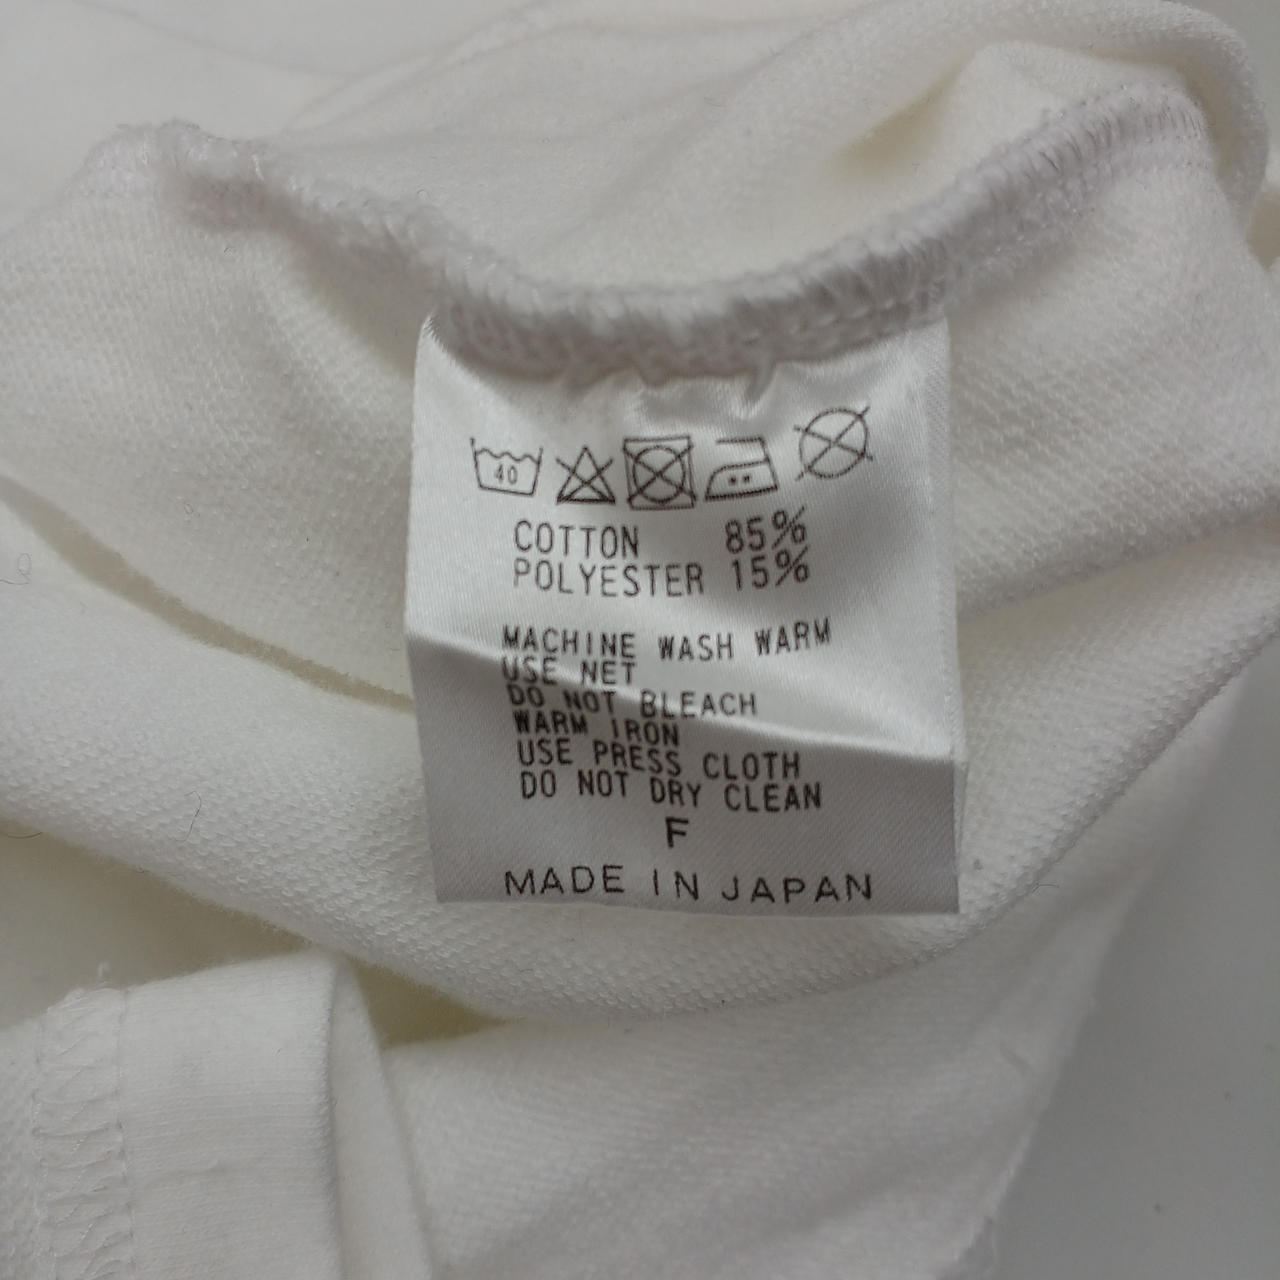 40
COTTON 85%
POLYESTER 15%
MACHINE WASH WARM
USE NET
DO NOT BLEACH
WARM IRON
USE PRESS CLOTH
DO NOT DRY CLEAN
F
MADE IN JAPAN